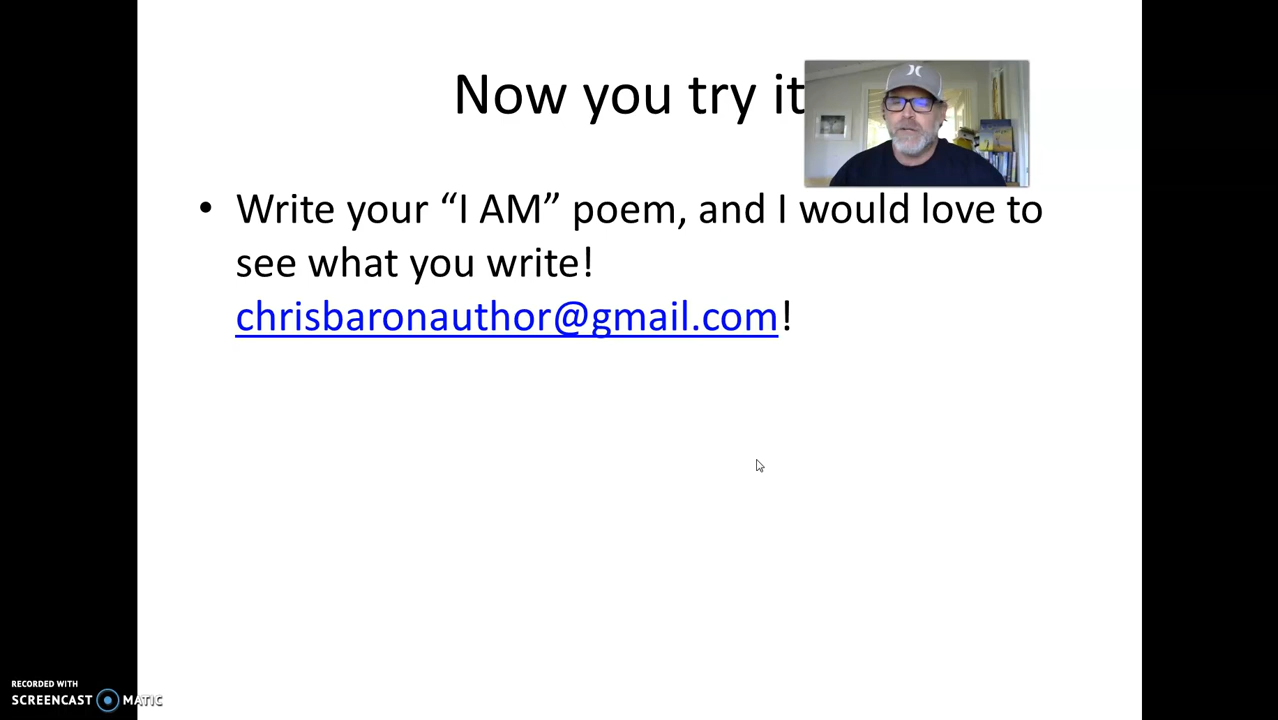 Now you try it
• Write your “I AM” poem, and I would love to
see what you write!
chrisbaronauthor@gmail.com!
RECORDED WITH
SCREENCAST MATIC